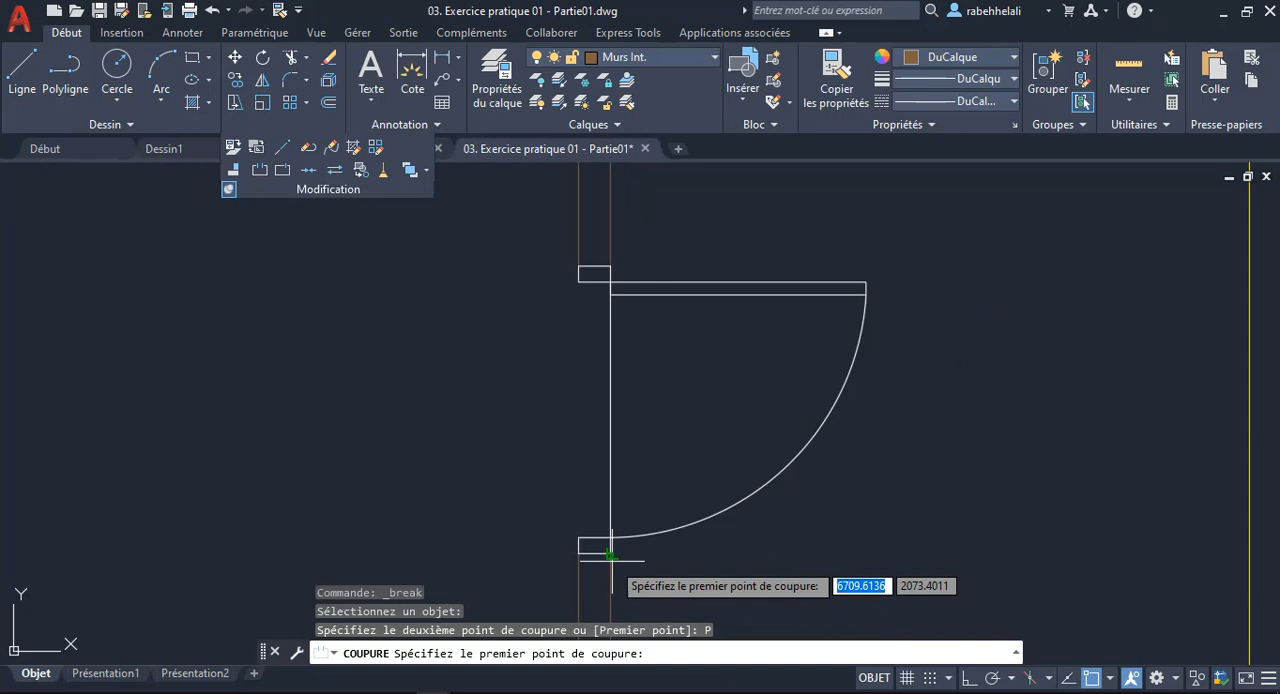 03. Exercice pratique 01 - Partie01.dwg
Entrez mot-clé ou expression
rabehhelali
Début Insertion Annoter Paramétrique Vue Gérer Sortie Compléments Collaborer Express Tools Applications associées
Ligne Polyligne Cercle Arc
Texte Cote
Propriétés
du calque
Murs Int.
Insérer
Copier
les propriétés
DuCalque
DuCalqu
DuCal...
Grouper
Mesurer
Coller
Dessin
Annotation
Calques
Bloc
Propriétés
Groupes
Utilitaires
Presse-papiers
Début
Dessin1
03. Exercice pratique 01 - Partie01*
Modification
Spécifiez le premier point de coupure: 6709.6136 2073.4011
Commande: _break
Sélectionnez un objet:
Spécifiez le deuxième point de coupure ou [Premier point]: P
COUPURE Spécifiez le premier point de coupure:
Y
X
Objet Présentation1 Présentation2
OBJET